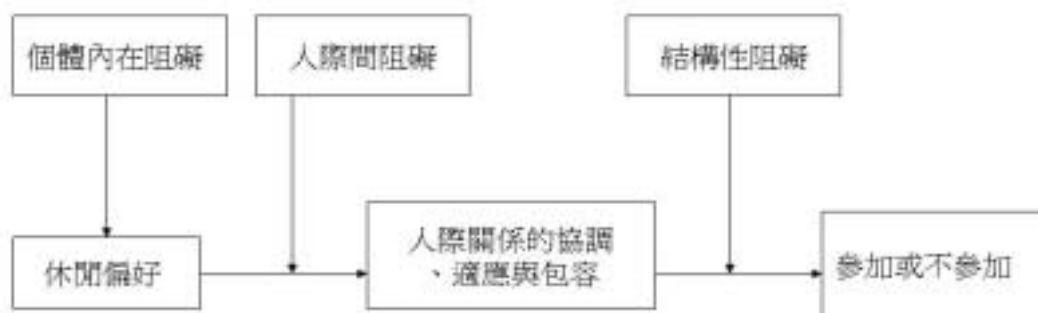 個體內在阻礙
人際間阻礙
結構性阻礙
休閒偏好
人際關係的協調
、適應與包容
參加或不參加